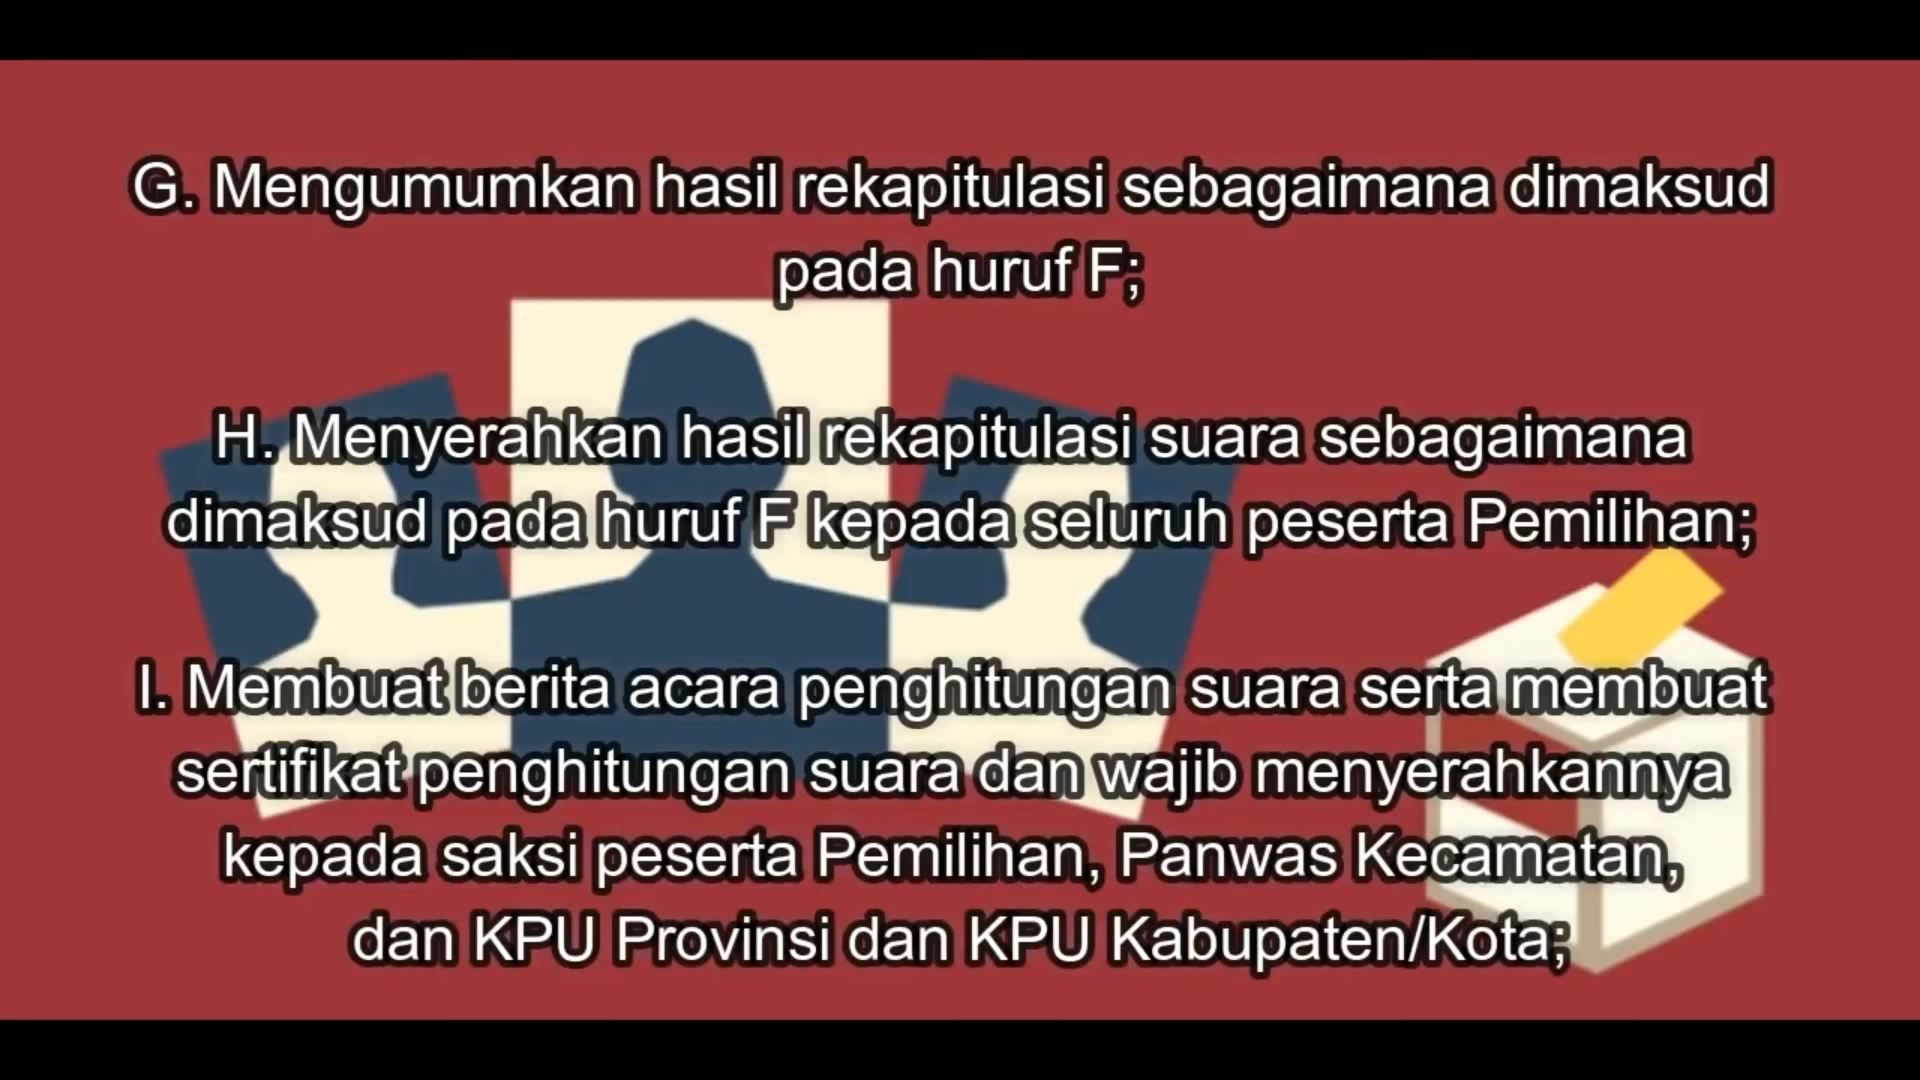 G. Mengumumkan hasil rekapitulasi sebagaimana dimaksud
pada huruf F;
H. Menyerahkan hasil rekapitulasi suara sebagaimana
dimaksud pada huruf F kepada seluruh peserta Pemilihan;
I. Membuat berita acara penghitungan suara serta membuat
sertifikat penghitungan suara dan wajib menyerahkannya
kepada saksi peserta Pemilihan, Panwas Kecamatan,
dan KPU Provinsi dan KPU Kabupaten/Kota;